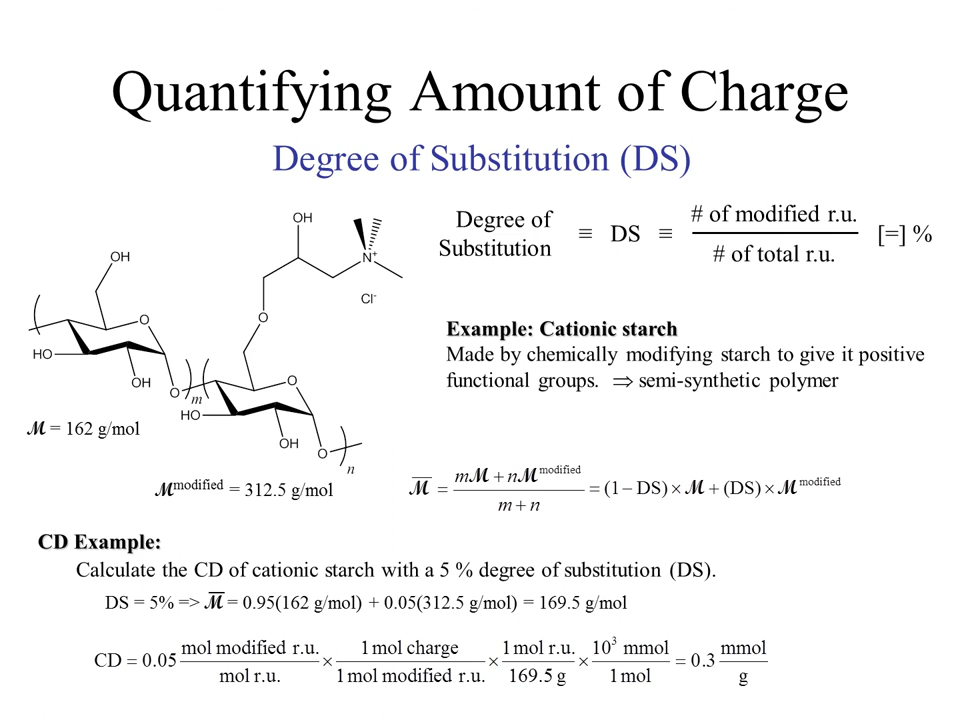 Quantifying Amount of Charge
Degree of Substitution (DS)
Degree of Substitution ≡ DS ≡ # of modified r.u. / # of total r.u. [=] %
OH
N⁺
Cl⁻
OH
O
O
HO
OH
O
m
O
HO
OH
O
n
ℳ = 162 g/mol
ℳmodified = 312.5 g/mol
Example: Cationic starch
Made by chemically modifying starch to give it positive
functional groups. ⇒ semi-synthetic polymer
ℳ̅ = (mℳ + nℳ modified) / (m + n) = (1 − DS) × ℳ + (DS) × ℳ modified
CD Example:
Calculate the CD of cationic starch with a 5 % degree of substitution (DS).
DS = 5% => ℳ̅ = 0.95(162 g/mol) + 0.05(312.5 g/mol) = 169.5 g/mol
CD = 0.05 mol modified r.u. / mol r.u. × 1 mol charge / 1 mol modified r.u. × 1 mol r.u. / 169.5 g × 10³ mmol / 1 mol = 0.3 mmol / g